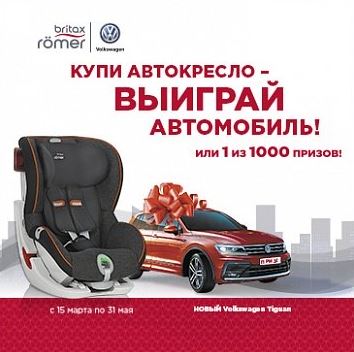 britax
römer
Volkswagen
КУПИ АВТОКРЕСЛО –
ВЫИГРАЙ
АВТОМОБИЛЬ!
ИЛИ 1 ИЗ 1000 ПРИЗОВ!
с 15 марта по 31 мая
НОВЫЙ Volkswagen Tiguan